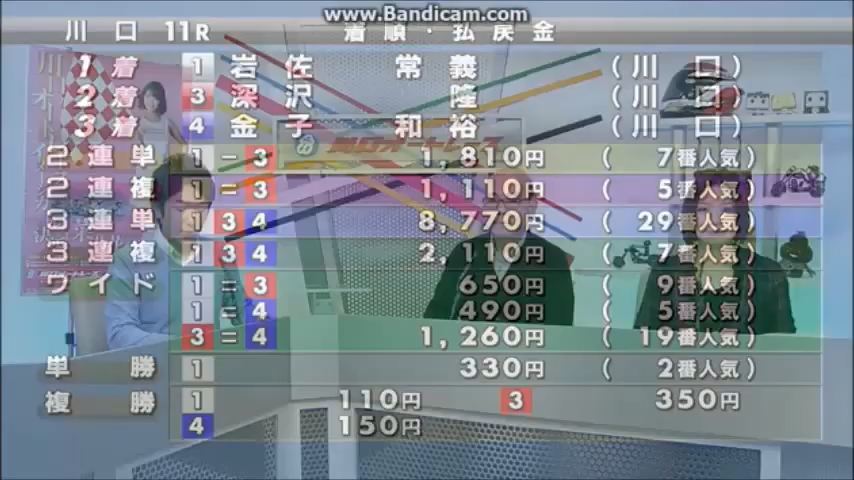 www.Bandicam.com
川口 11R 着順・払戻金
1着 1 岩佐 常義 (川口)
2着 3 深沢 隆 (川口)
3着 4 金子 和裕 (川口)
2連単 1-3 1,810円 (7番人気)
2連複 1=3 1,110円 (5番人気)
3連単 1 3 4 8,770円 (29番人気)
3連複 1 3 4 2,110円 (7番人気)
ワイド 1=3 650円 (9番人気)
1=4 490円 (5番人気)
3=4 1,260円 (19番人気)
単勝 1 330円 (2番人気)
複勝 1 110円 3 350円
4 150円
川口オートレース